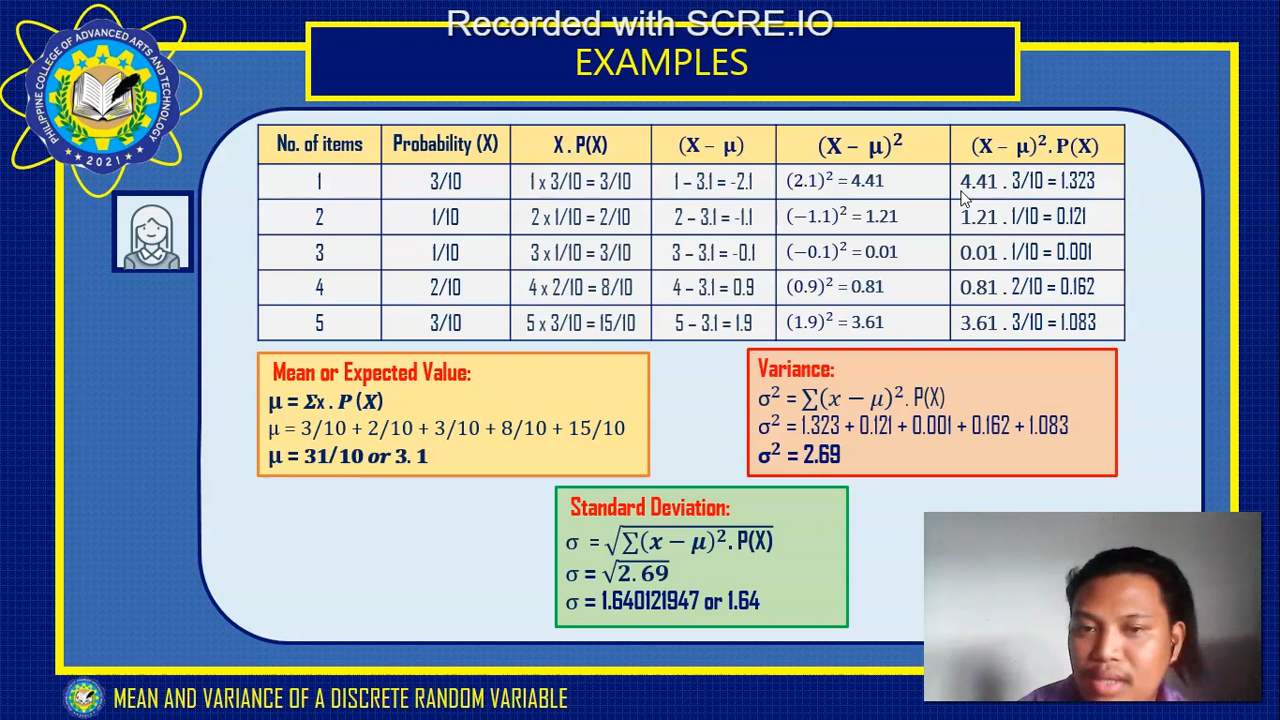 Recorded with SCRE.IO
EXAMPLES
PHILIPPINE COLLEGE OF ADVANCED ARTS AND TECHNOLOGY
2021
No. of items Probability (X) X . P(X) (X – μ) (X – μ)² (X – μ)². P(X)
1 3/10 1 x 3/10 = 3/10 1 – 3.1 = -2.1 (2.1)² = 4.41 4.41 . 3/10 = 1.323
2 1/10 2 x 1/10 = 2/10 2 – 3.1 = -1.1 (−1.1)² = 1.21 1.21 . 1/10 = 0.121
3 1/10 3 x 1/10 = 3/10 3 – 3.1 = -0.1 (−0.1)² = 0.01 0.01 . 1/10 = 0.001
4 2/10 4 x 2/10 = 8/10 4 – 3.1 = 0.9 (0.9)² = 0.81 0.81 . 2/10 = 0.162
5 3/10 5 x 3/10 = 15/10 5 – 3.1 = 1.9 (1.9)² = 3.61 3.61 . 3/10 = 1.083
Mean or Expected Value:
μ = Σx . P (X)
μ = 3/10 + 2/10 + 3/10 + 8/10 + 15/10
μ = 31/10 or 3.1
Variance:
σ² = ∑(x − μ)². P(X)
σ² = 1.323 + 0.121 + 0.001 + 0.162 + 1.083
σ² = 2.69
Standard Deviation:
σ = √∑(x − μ)². P(X)
σ = √2.69
σ = 1.640121947 or 1.64
MEAN AND VARIANCE OF A DISCRETE RANDOM VARIABLE